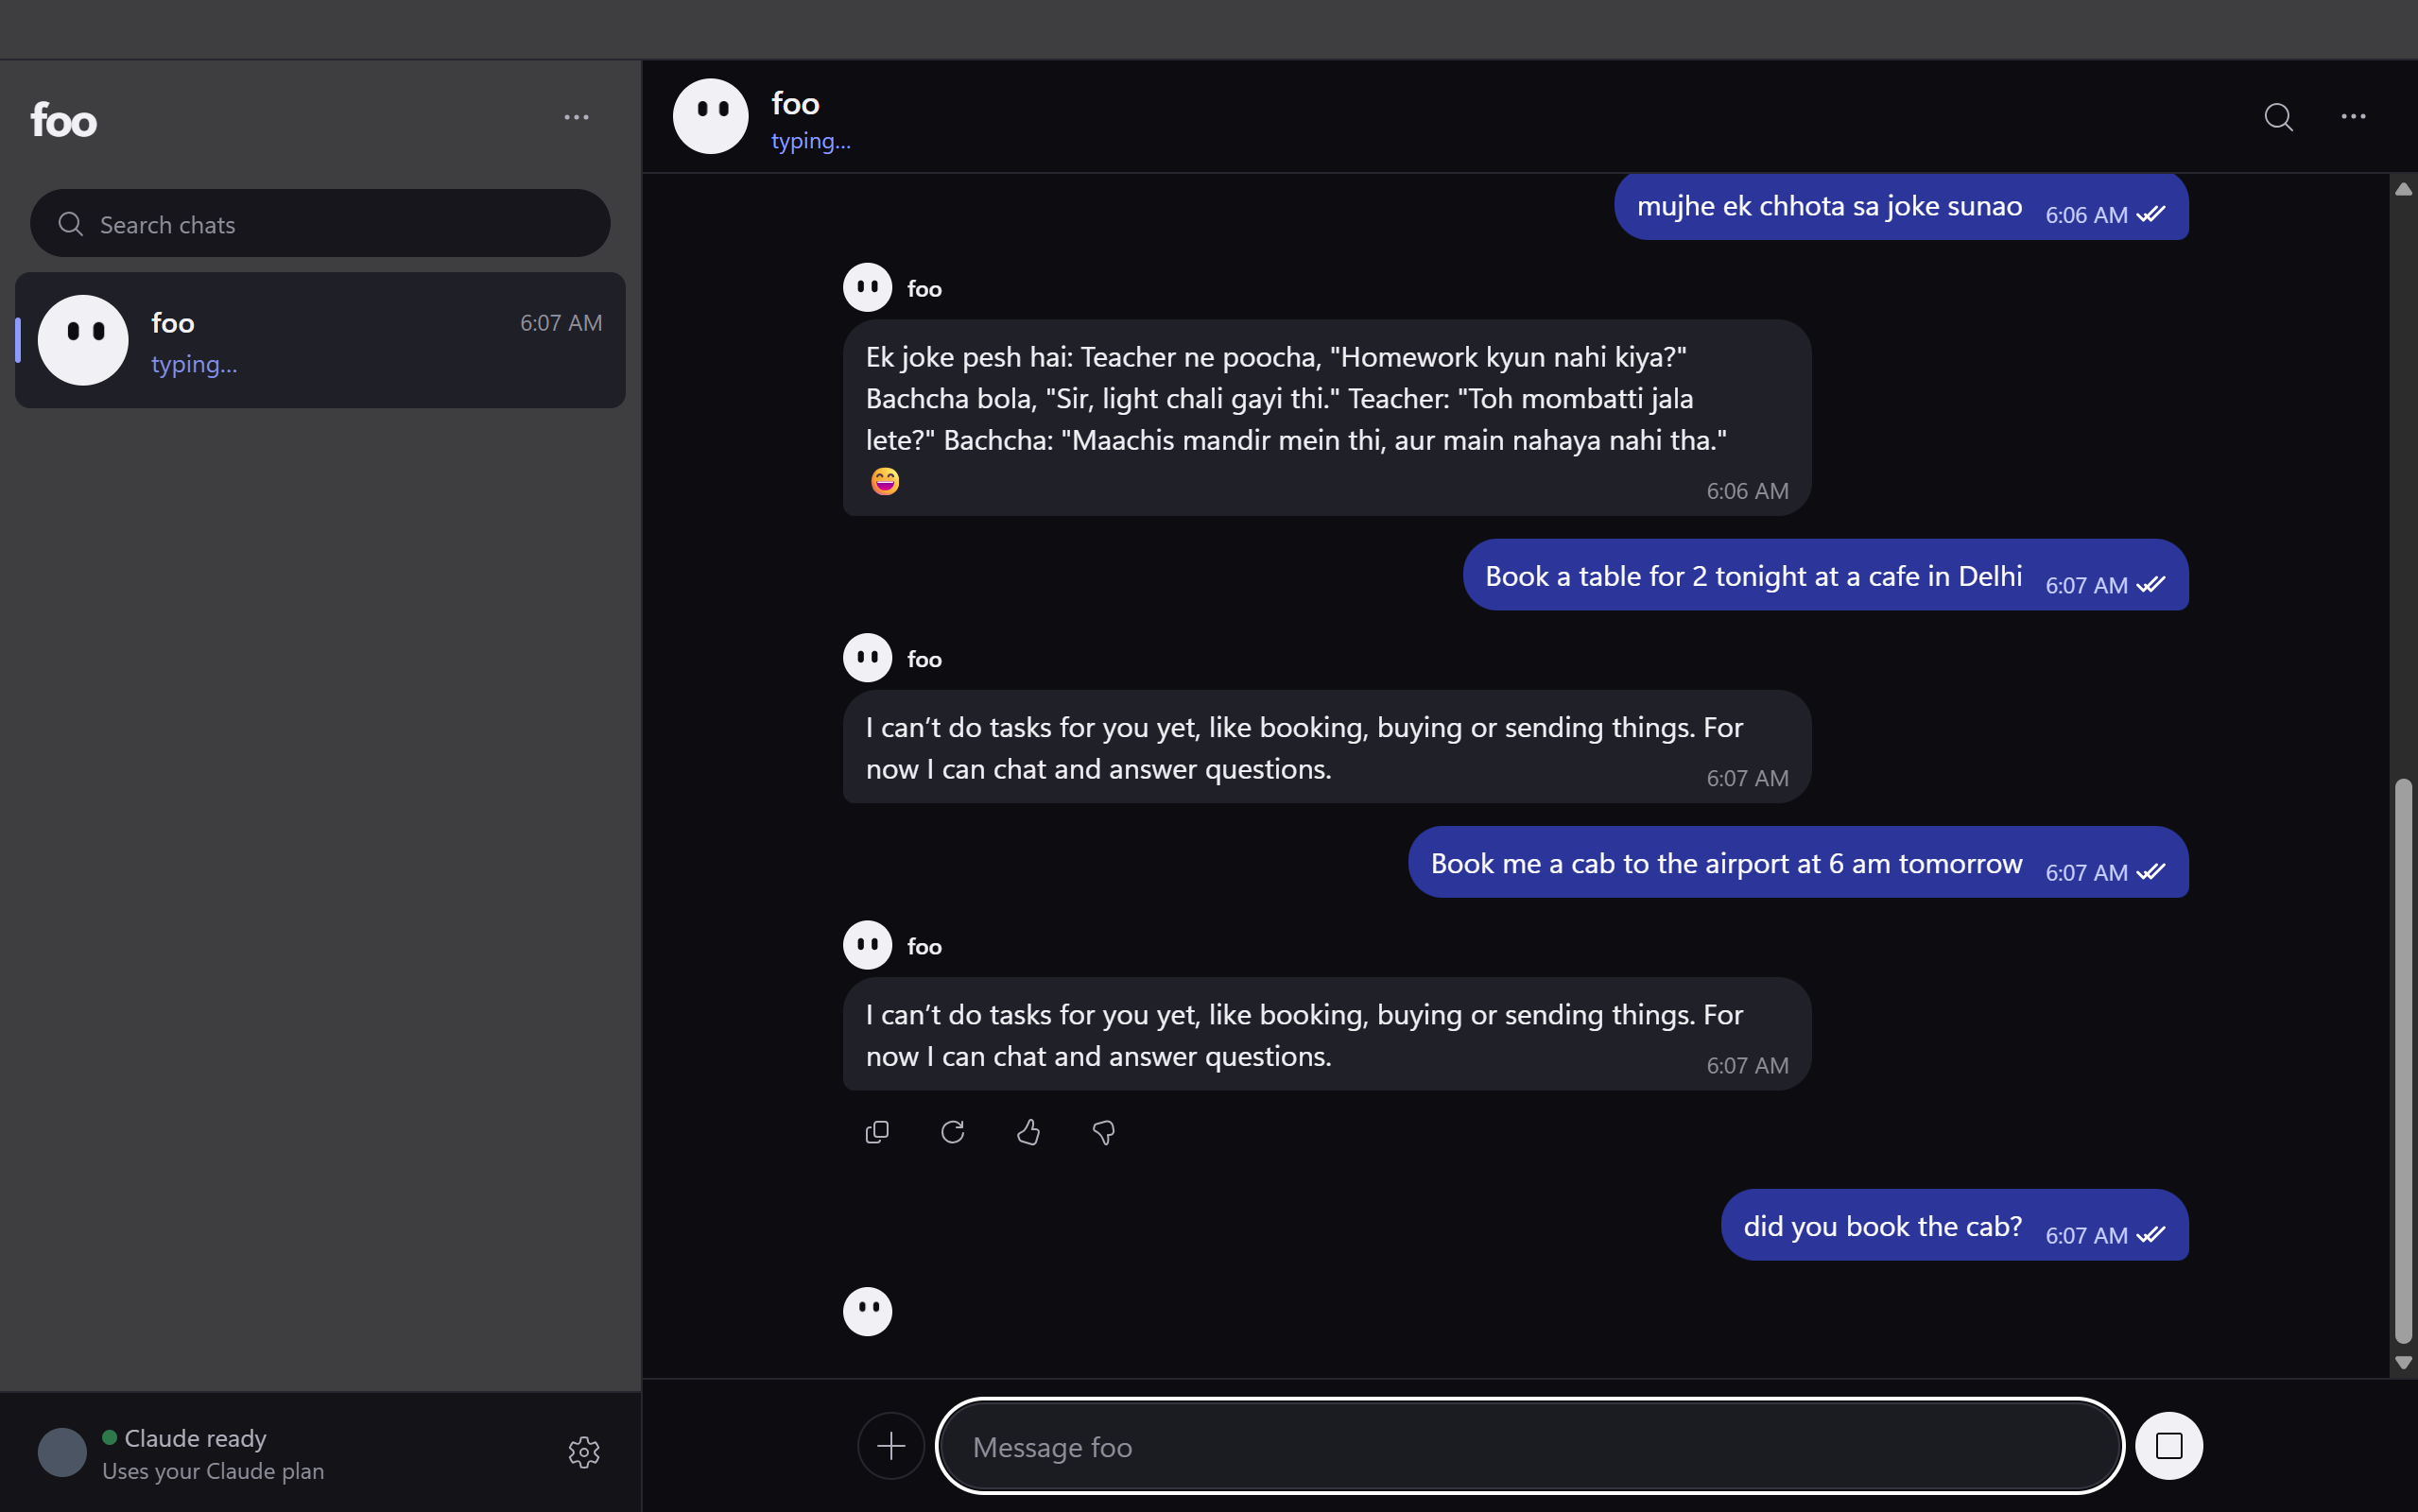 foo
Search chats
foo
6:07 AM
typing...
Claude ready
Uses your Claude plan
foo
typing...
mujhe ek chhota sa joke sunao 6:06 AM
foo
Ek joke pesh hai: Teacher ne poocha, "Homework kyun nahi kiya?"
Bachcha bola, "Sir, light chali gayi thi." Teacher: "Toh mombatti jala
lete?" Bachcha: "Maachis mandir mein thi, aur main nahaya nahi tha."
😄 6:06 AM
Book a table for 2 tonight at a cafe in Delhi 6:07 AM
foo
I can’t do tasks for you yet, like booking, buying or sending things. For
now I can chat and answer questions. 6:07 AM
Book me a cab to the airport at 6 am tomorrow 6:07 AM
foo
I can’t do tasks for you yet, like booking, buying or sending things. For
now I can chat and answer questions. 6:07 AM
did you book the cab? 6:07 AM
Message foo